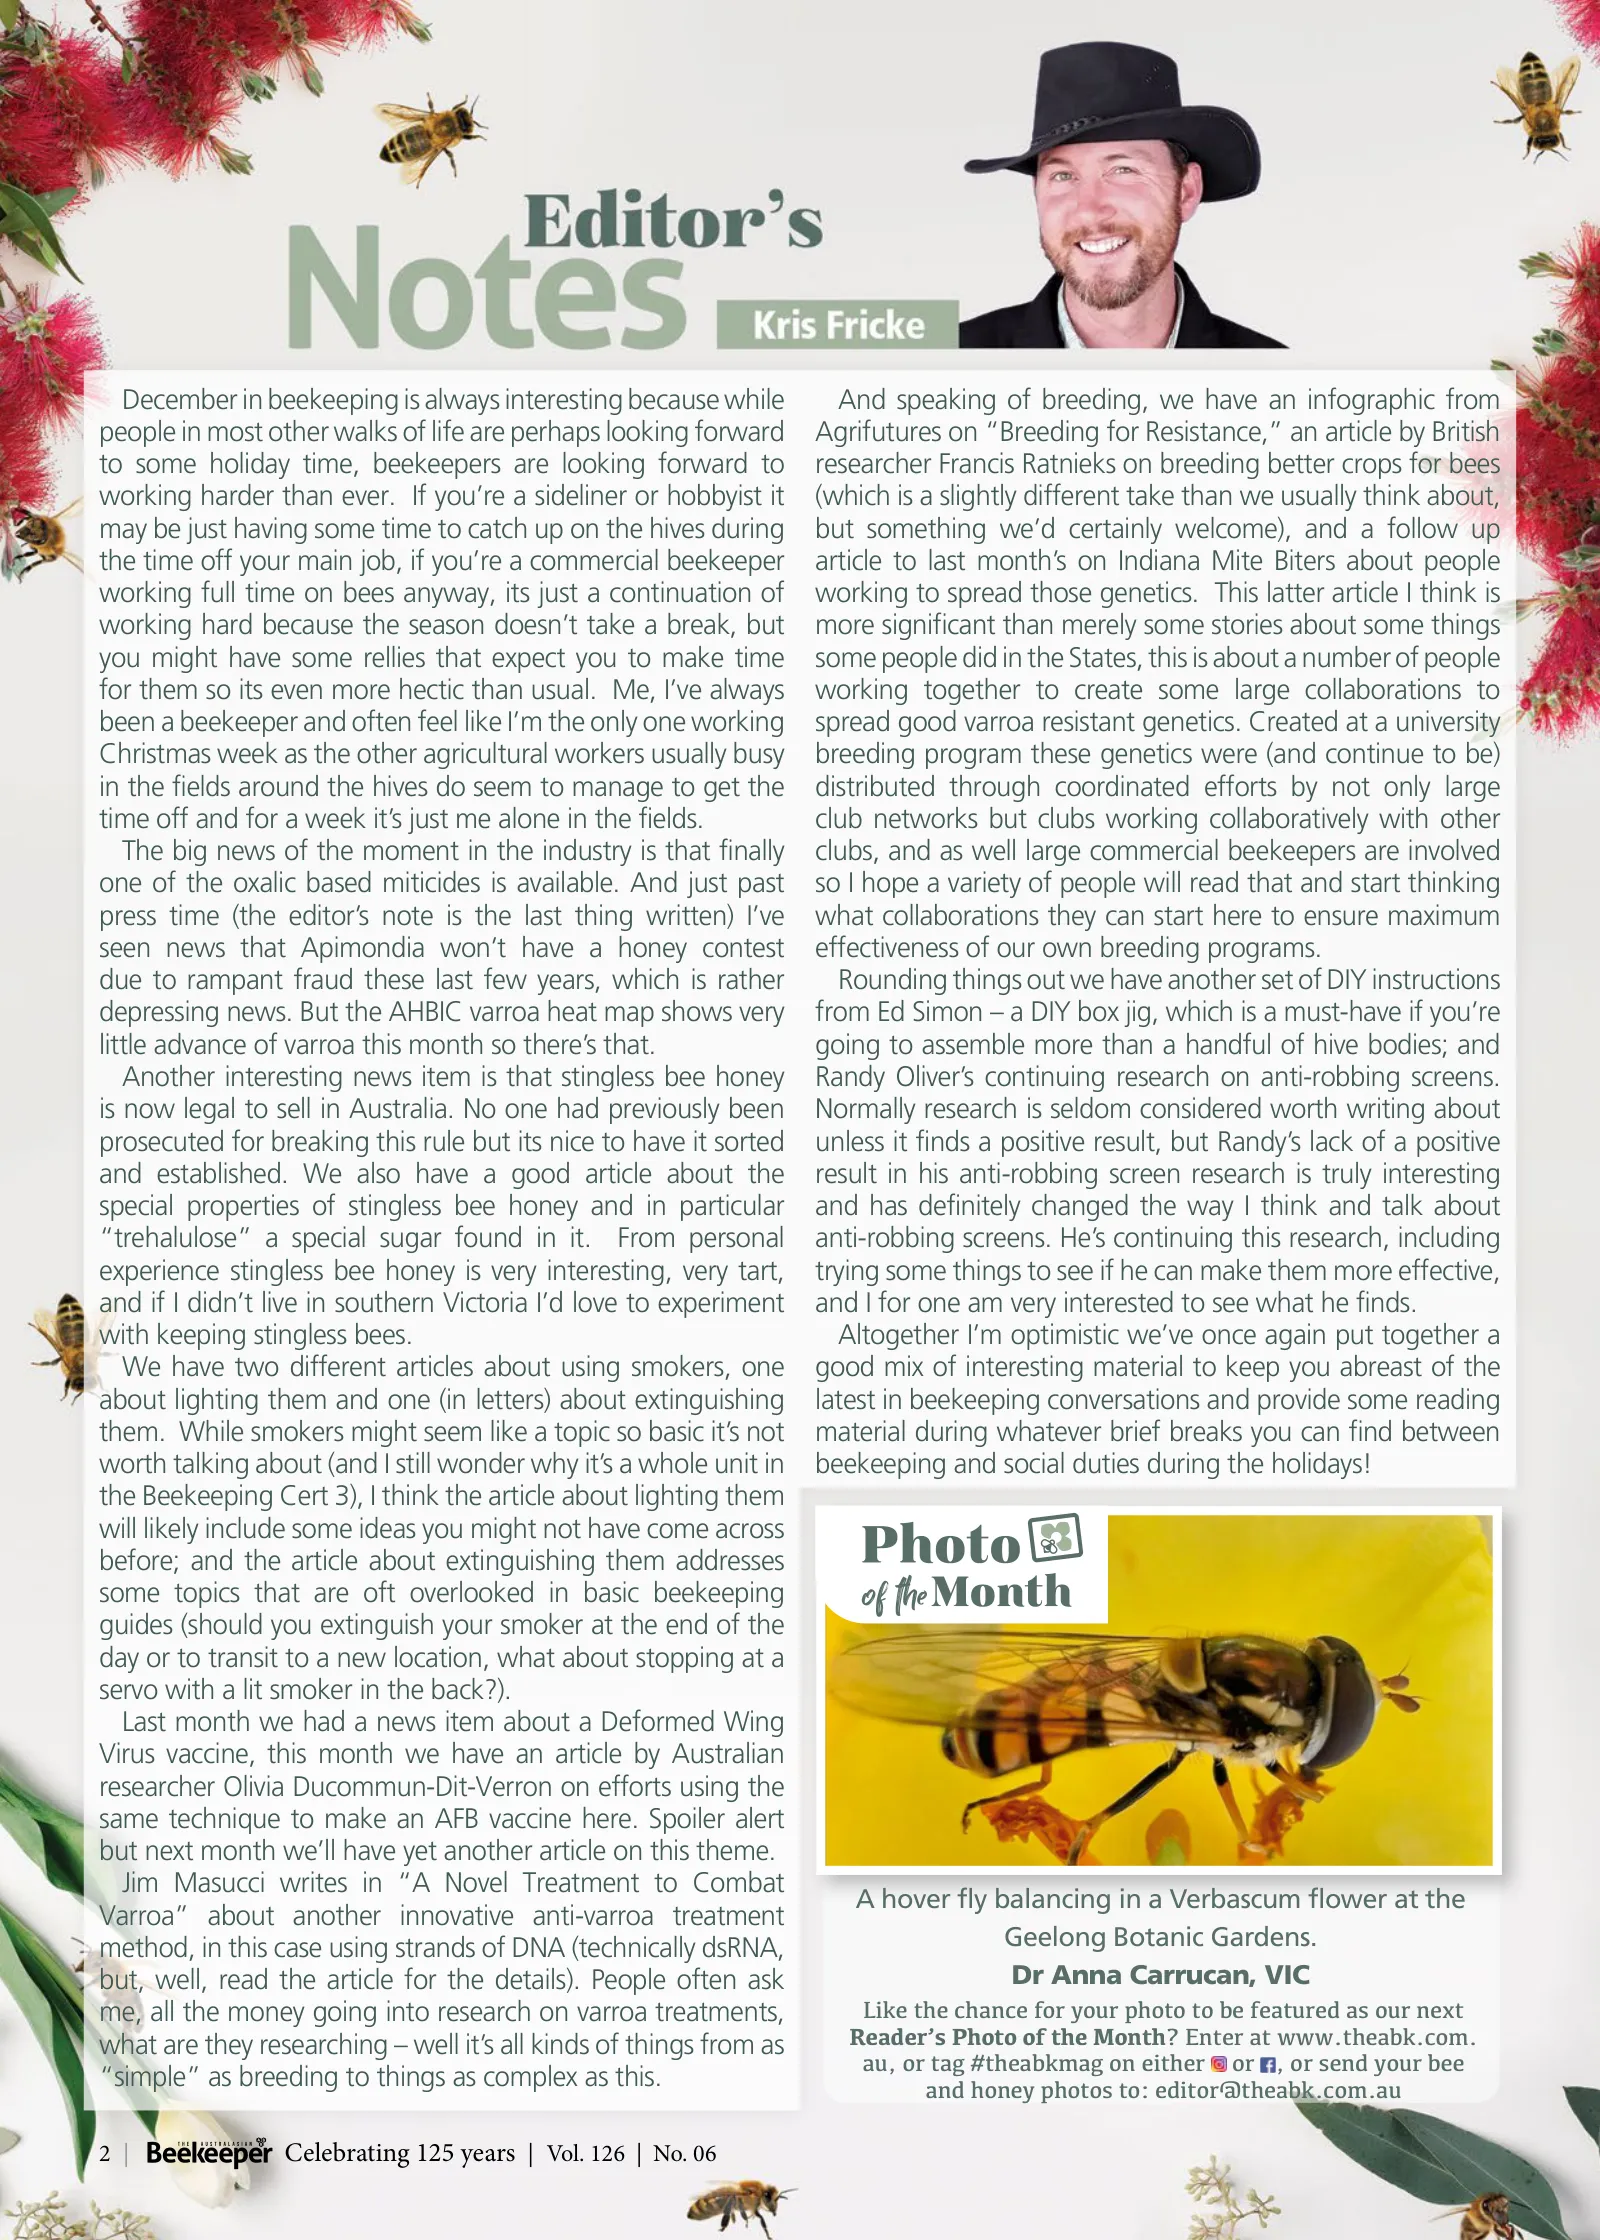 Editor's
Notes
Kris Fricke
December in beekeeping is always interesting because while
people in most other walks of life are perhaps looking forward
to some holiday time, beekeepers are looking forward to
working harder than ever. If you're a sideliner or hobbyist it
may be just having some time to catch up on the hives during
the time off your main job, if you're a commercial beekeeper
working full time on bees anyway, its just a continuation of
working hard because the season doesn't take a break, but
you might have some rellies that expect you to make time
for them so its even more hectic than usual. Me, I've always
been a beekeeper and often feel like I'm the only one working
Christmas week as the other agricultural workers usually busy
in the fields around the hives do seem to manage to get the
time off and for a week it's just me alone in the fields.
The big news of the moment in the industry is that finally
one of the oxalic based miticides is available. And just past
press time (the editor's note is the last thing written) I've
seen news that Apimondia won't have a honey contest
due to rampant fraud these last few years, which is rather
depressing news. But the AHBIC varroa heat map shows very
little advance of varroa this month so there's that.
Another interesting news item is that stingless bee honey
is now legal to sell in Australia. No one had previously been
prosecuted for breaking this rule but its nice to have it sorted
and established. We also have a good article about the
special properties of stingless bee honey and in particular
“trehalulose” a special sugar found in it. From personal
experience stingless bee honey is very interesting, very tart,
and if I didn't live in southern Victoria I'd love to experiment
with keeping stingless bees.
We have two different articles about using smokers, one
about lighting them and one (in letters) about extinguishing
them. While smokers might seem like a topic so basic it's not
worth talking about (and I still wonder why it's a whole unit in
the Beekeeping Cert 3), I think the article about lighting them
will likely include some ideas you might not have come across
before; and the article about extinguishing them addresses
some topics that are oft overlooked in basic beekeeping
guides (should you extinguish your smoker at the end of the
day or to transit to a new location, what about stopping at a
servo with a lit smoker in the back?).
Last month we had a news item about a Deformed Wing
Virus vaccine, this month we have an article by Australian
researcher Olivia Ducommun-Dit-Verron on efforts using the
same technique to make an AFB vaccine here. Spoiler alert
but next month we'll have yet another article on this theme.
Jim Masucci writes in “A Novel Treatment to Combat
Varroa” about another innovative anti-varroa treatment
method, in this case using strands of DNA (technically dsRNA,
but, well, read the article for the details). People often ask
me, all the money going into research on varroa treatments,
what are they researching – well it's all kinds of things from as
“simple” as breeding to things as complex as this.
And speaking of breeding, we have an infographic from
Agrifutures on “Breeding for Resistance,” an article by British
researcher Francis Ratnieks on breeding better crops for bees
(which is a slightly different take than we usually think about,
but something we'd certainly welcome), and a follow up
article to last month's on Indiana Mite Biters about people
working to spread those genetics. This latter article I think is
more significant than merely some stories about some things
some people did in the States, this is about a number of people
working together to create some large collaborations to
spread good varroa resistant genetics. Created at a university
breeding program these genetics were (and continue to be)
distributed through coordinated efforts by not only large
club networks but clubs working collaboratively with other
clubs, and as well large commercial beekeepers are involved
so I hope a variety of people will read that and start thinking
what collaborations they can start here to ensure maximum
effectiveness of our own breeding programs.
Rounding things out we have another set of DIY instructions
from Ed Simon – a DIY box jig, which is a must-have if you're
going to assemble more than a handful of hive bodies; and
Randy Oliver's continuing research on anti-robbing screens.
Normally research is seldom considered worth writing about
unless it finds a positive result, but Randy's lack of a positive
result in his anti-robbing screen research is truly interesting
and has definitely changed the way I think and talk about
anti-robbing screens. He's continuing this research, including
trying some things to see if he can make them more effective,
and I for one am very interested to see what he finds.
Altogether I'm optimistic we've once again put together a
good mix of interesting material to keep you abreast of the
latest in beekeeping conversations and provide some reading
material during whatever brief breaks you can find between
beekeeping and social duties during the holidays!
Photo
of the Month
A hover fly balancing in a Verbascum flower at the
Geelong Botanic Gardens.
Dr Anna Carrucan, VIC
Like the chance for your photo to be featured as our next
Reader's Photo of the Month? Enter at www.theabk.com.
au, or tag #theabkmag on either or , or send your bee
and honey photos to: editor@theabk.com.au
2 | THE AUSTRALASIAN Beekeeper Celebrating 125 years | Vol. 126 | No. 06